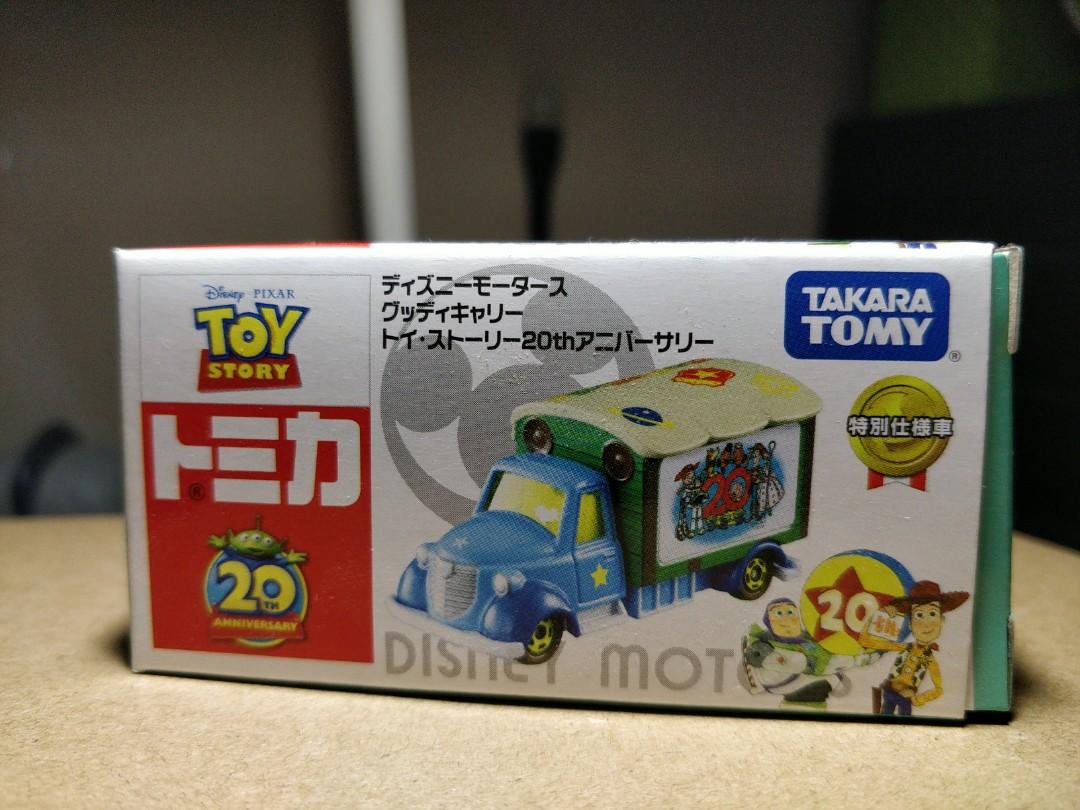 Disney PIXAR
TOY
STORY
トミカ
®
20TH
ANNIVERSARY
ディズニーモータース
グッディキャリー
トイ・ストーリー20thアニバーサリー
TAKARA
TOMY
®
特別仕様車
20
20th
DISNEY MOTORS